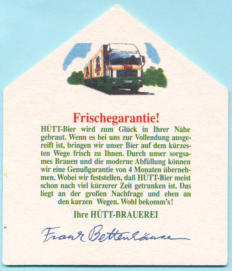 Frischegarantie!
HÜTT-Bier wird zum Glück in Ihrer Nähe
gebraut. Wenn es bei uns zur Vollendung ausge-
reift ist, bringen wir unser Bier auf dem kürzes-
ten Wege frisch zu Ihnen. Durch unser sorgsa-
mes Brauen und die moderne Abfüllung können
wir eine Genußgarantie von 4 Monaten überneh-
men. Wobei wir feststellen, daß HÜTT-Bier meist
schon nach viel kürzerer Zeit getrunken ist. Das
liegt an der großen Nachfrage und eben an
den kurzen Wegen. Wohl bekomm's!
Ihre HÜTT-BRAUEREI
Frank Bettenhäuser